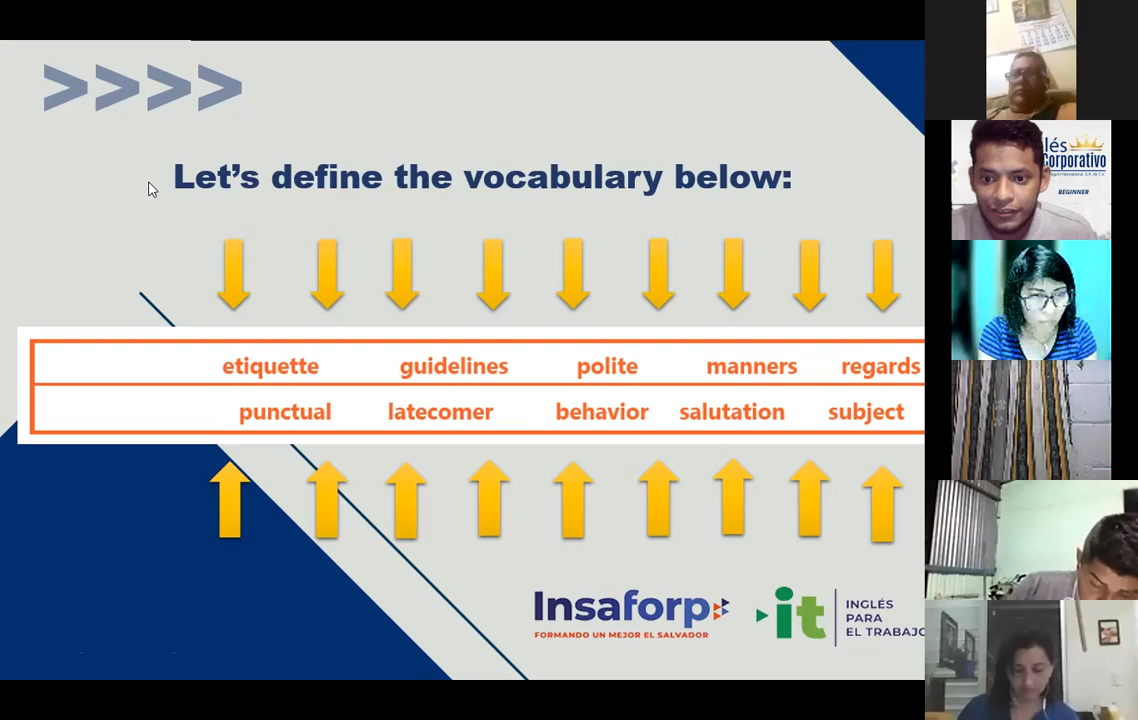 >>>>
Let's define the vocabulary below:
etiquette guidelines polite manners regards
punctual latecomer behavior salutation subject
Insaforp
FORMANDO UN MEJOR EL SALVADOR
it
INGLÉS
PARA
EL TRABAJO
lés
Corporativo
BEGINNER